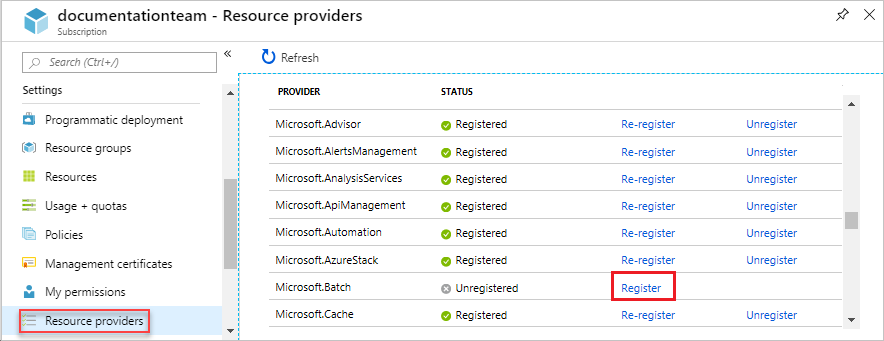 documentationteam - Resource providers
Subscription
Search (Ctrl+/)
«
Refresh
Settings
Programmatic deployment
Resource groups
Resources
Usage + quotas
Policies
Management certificates
My permissions
Resource providers
PROVIDER STATUS
Microsoft.Advisor Registered Re-register Unregister
Microsoft.AlertsManagement Registered Re-register Unregister
Microsoft.AnalysisServices Registered Re-register Unregister
Microsoft.ApiManagement Registered Re-register Unregister
Microsoft.Automation Registered Re-register Unregister
Microsoft.AzureStack Registered Re-register Unregister
Microsoft.Batch Unregistered Register
Microsoft.Cache Registered Re-register Unregister